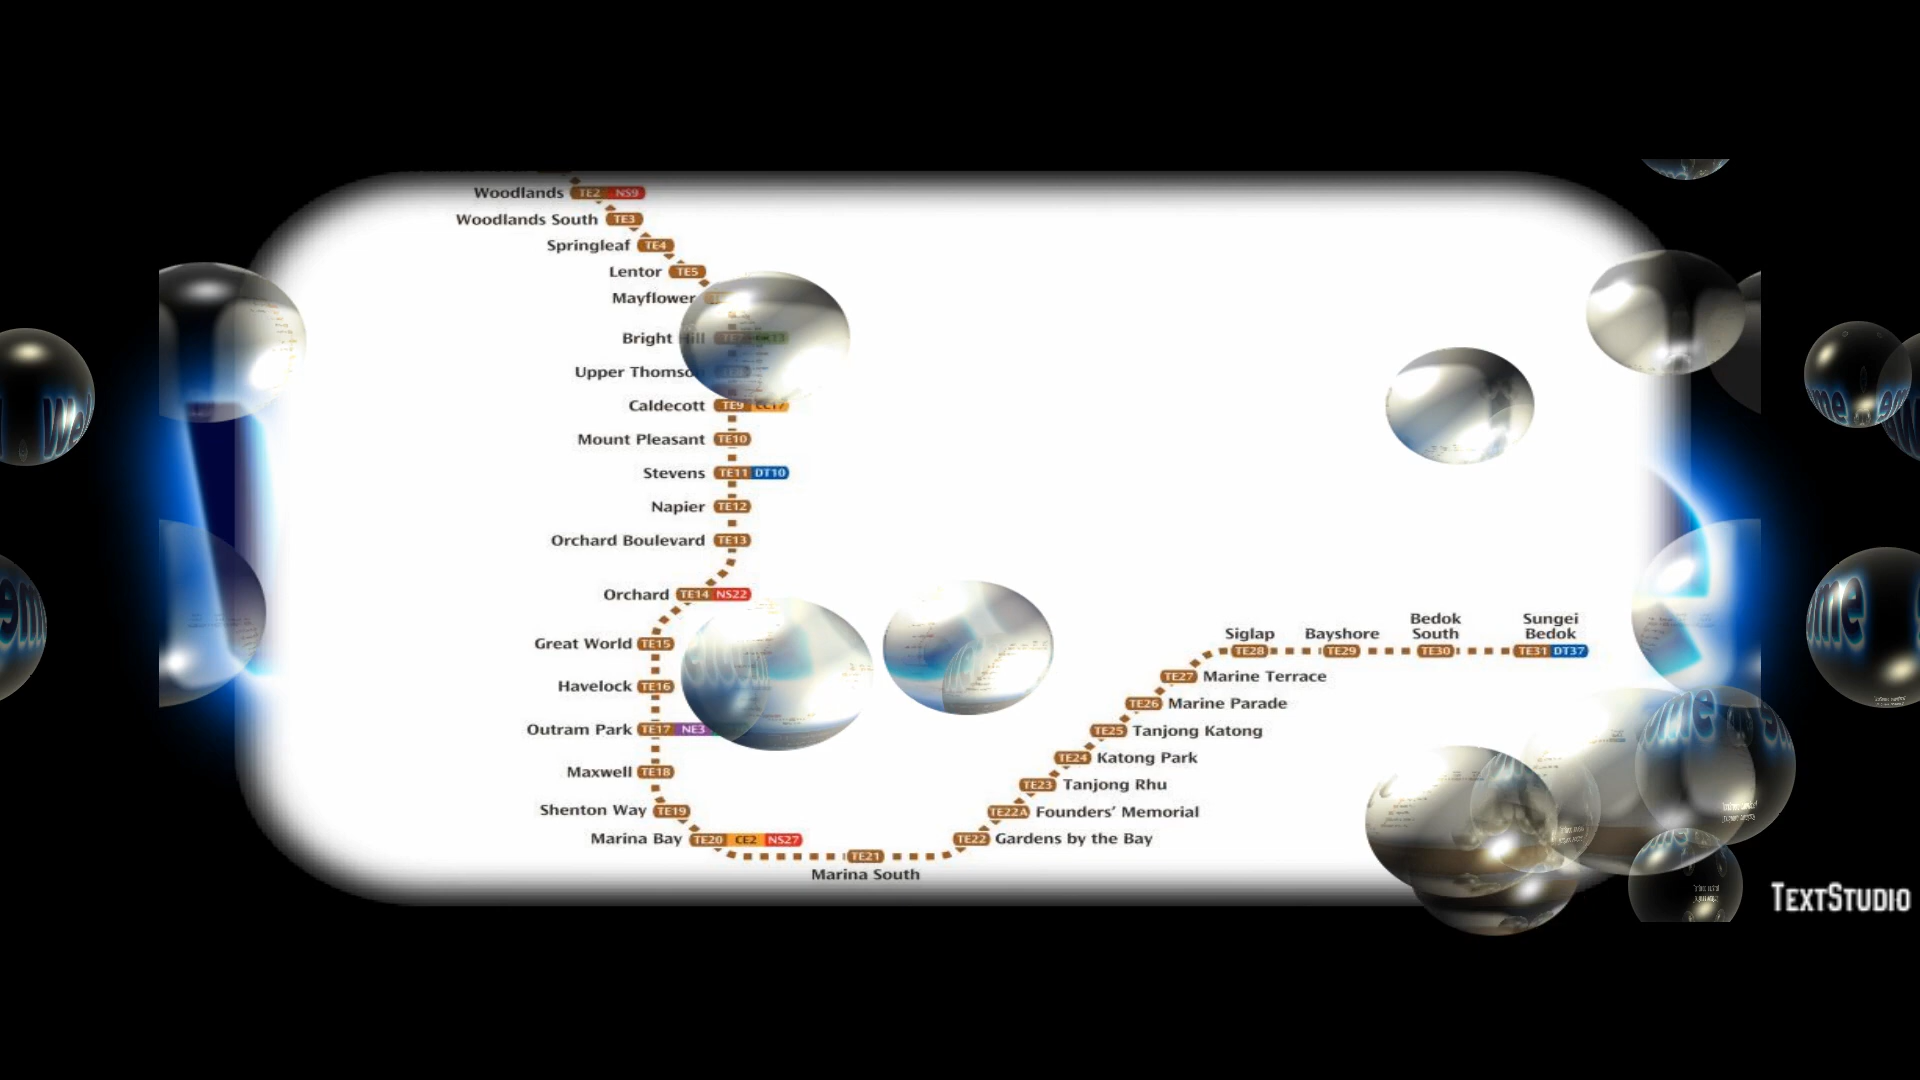 Woodlands TE2 NS9
Woodlands South TE3
Springleaf TE4
Lentor TE5
Mayflower
Bright Hill
Upper Thomson
Caldecott TE9 CC17
Mount Pleasant TE10
Stevens TE11 DT10
Napier TE12
Orchard Boulevard TE13
Orchard TE14 NS22
Great World TE15
Havelock TE16
Outram Park TE17 NE3
Maxwell TE18
Shenton Way TE19
Marina Bay TE20 CE2 NS27
TE21
Marina South
TE22 Gardens by the Bay
TE22A Founders’ Memorial
TE23 Tanjong Rhu
TE24 Katong Park
TE25 Tanjong Katong
TE26 Marine Parade
TE27 Marine Terrace
Siglap
TE28
Bayshore
TE29
Bedok
South
TE30
Sungei
Bedok
TE31 DT37
TEXTSTUDIO